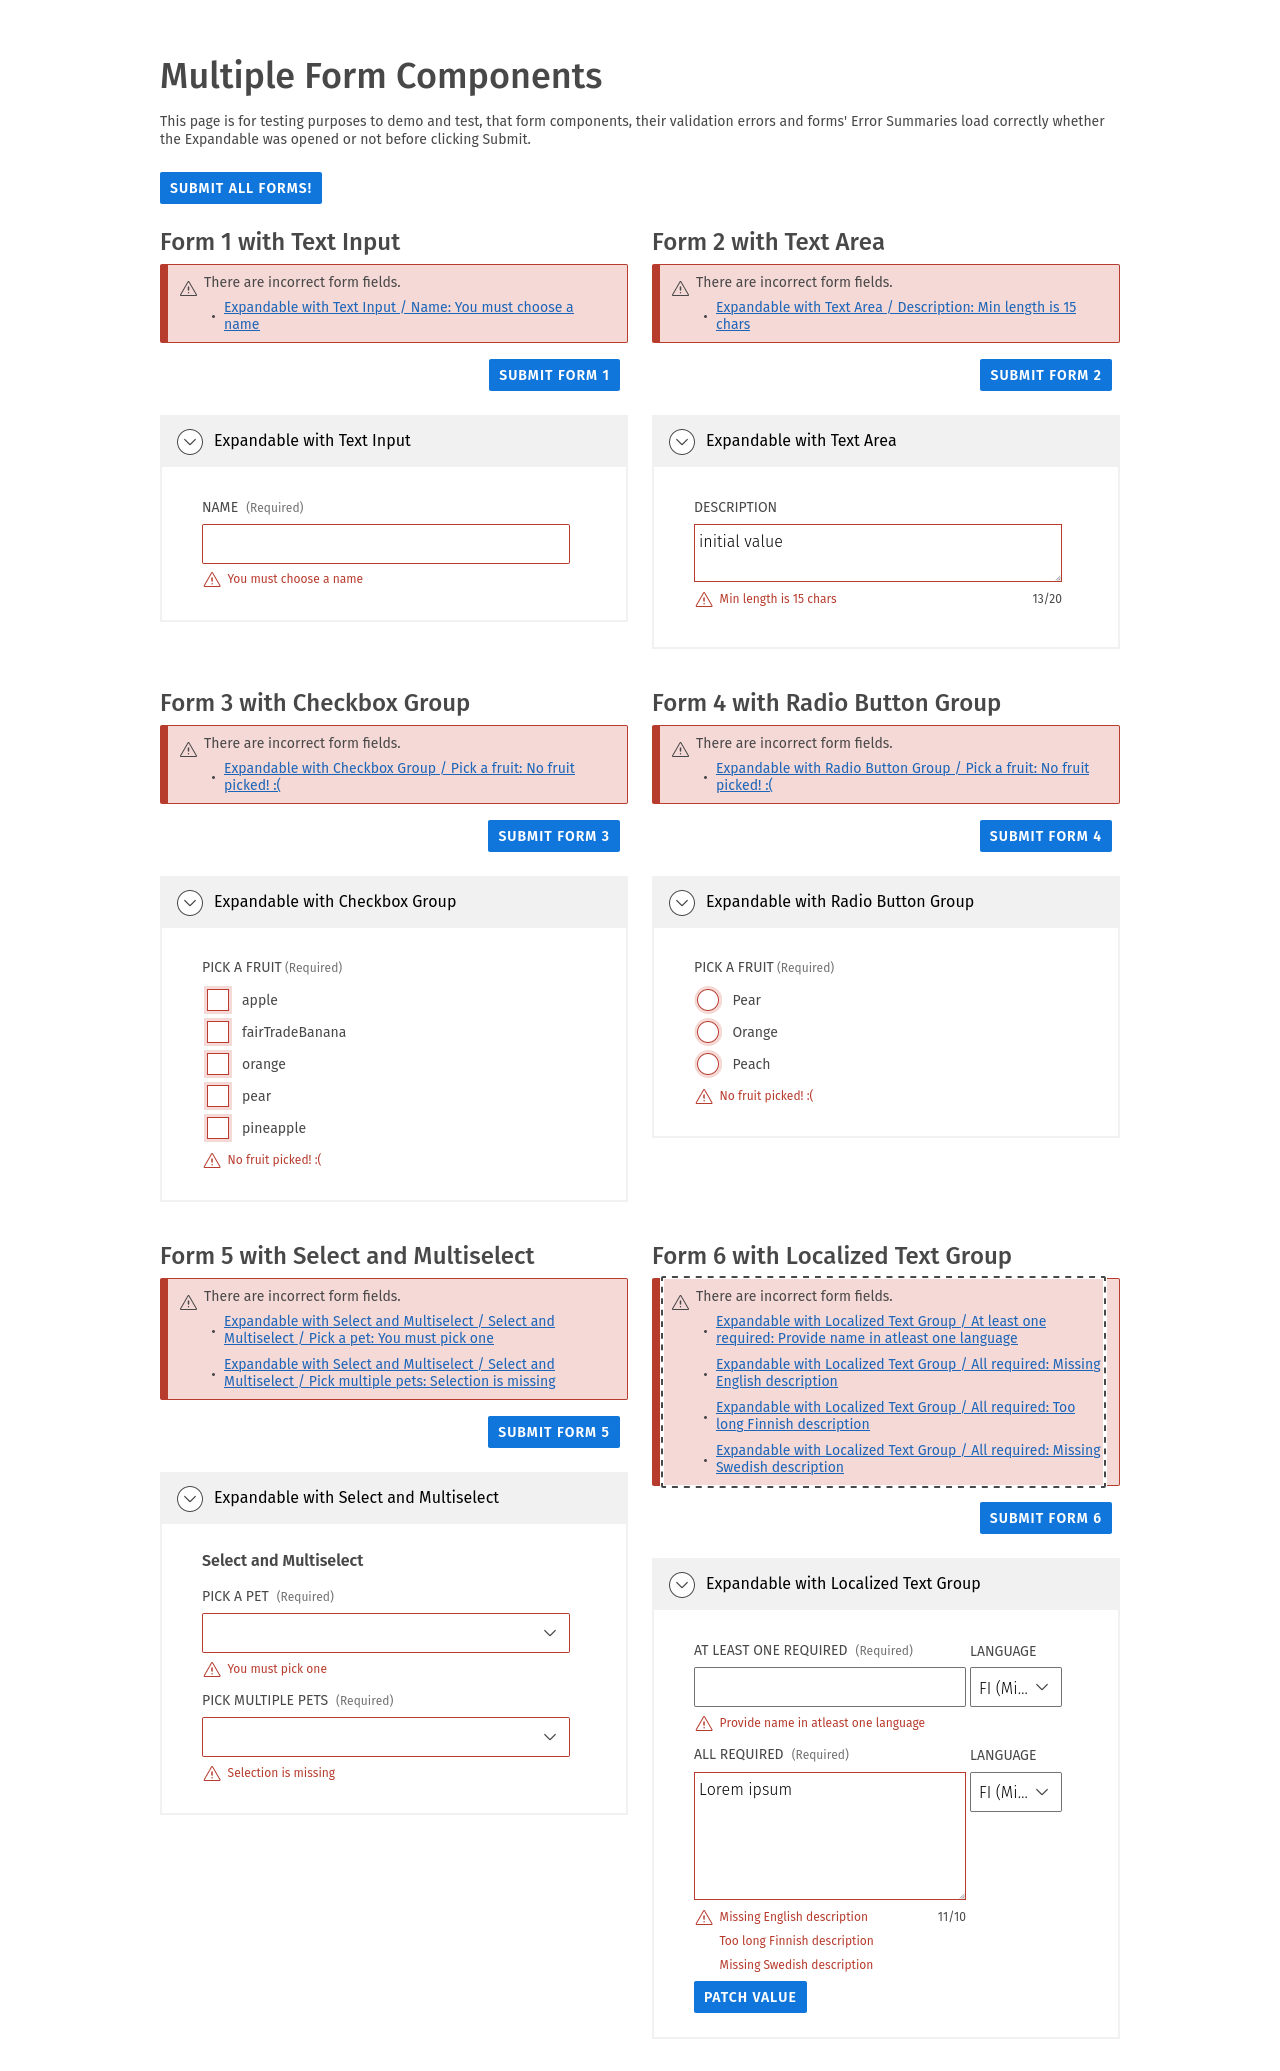 Multiple Form Components
This page is for testing purposes to demo and test, that form components, their validation errors and forms' Error Summaries load correctly whether
the Expandable was opened or not before clicking Submit.
SUBMIT ALL FORMS!
Form 1 with Text Input
There are incorrect form fields.
Expandable with Text Input / Name: You must choose a
name
SUBMIT FORM 1
Expandable with Text Input
NAME (Required)
You must choose a name
Form 2 with Text Area
There are incorrect form fields.
Expandable with Text Area / Description: Min length is 15
chars
SUBMIT FORM 2
Expandable with Text Area
DESCRIPTION
initial value
Min length is 15 chars 13/20
Form 3 with Checkbox Group
There are incorrect form fields.
Expandable with Checkbox Group / Pick a fruit: No fruit
picked! :(
SUBMIT FORM 3
Expandable with Checkbox Group
PICK A FRUIT (Required)
apple
fairTradeBanana
orange
pear
pineapple
No fruit picked! :(
Form 4 with Radio Button Group
There are incorrect form fields.
Expandable with Radio Button Group / Pick a fruit: No fruit
picked! :(
SUBMIT FORM 4
Expandable with Radio Button Group
PICK A FRUIT (Required)
Pear
Orange
Peach
No fruit picked! :(
Form 5 with Select and Multiselect
There are incorrect form fields.
Expandable with Select and Multiselect / Select and
Multiselect / Pick a pet: You must pick one
Expandable with Select and Multiselect / Select and
Multiselect / Pick multiple pets: Selection is missing
SUBMIT FORM 5
Expandable with Select and Multiselect
Select and Multiselect
PICK A PET (Required)
You must pick one
PICK MULTIPLE PETS (Required)
Selection is missing
Form 6 with Localized Text Group
There are incorrect form fields.
Expandable with Localized Text Group / At least one
required: Provide name in atleast one language
Expandable with Localized Text Group / All required: Missing
English description
Expandable with Localized Text Group / All required: Too
long Finnish description
Expandable with Localized Text Group / All required: Missing
Swedish description
SUBMIT FORM 6
Expandable with Localized Text Group
AT LEAST ONE REQUIRED (Required) LANGUAGE
FI (Mi...
Provide name in atleast one language
ALL REQUIRED (Required) LANGUAGE
Lorem ipsum FI (Mi...
Missing English description 11/10
Too long Finnish description
Missing Swedish description
PATCH VALUE